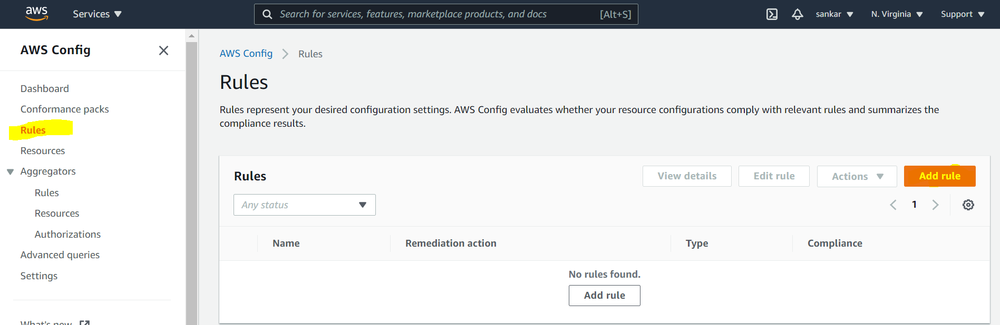 aws Services Search for services, features, marketplace products, and docs [Alt+S] sankar N. Virginia Support
AWS Config
Dashboard
Conformance packs
Rules
Resources
Aggregators
Rules
Resources
Authorizations
Advanced queries
Settings
What's new
AWS Config Rules
Rules
Rules represent your desired configuration settings. AWS Config evaluates whether your resource configurations comply with relevant rules and summarizes the
compliance results.
Rules View details Edit rule Actions Add rule
Any status 1
Name Remediation action Type Compliance
No rules found.
Add rule